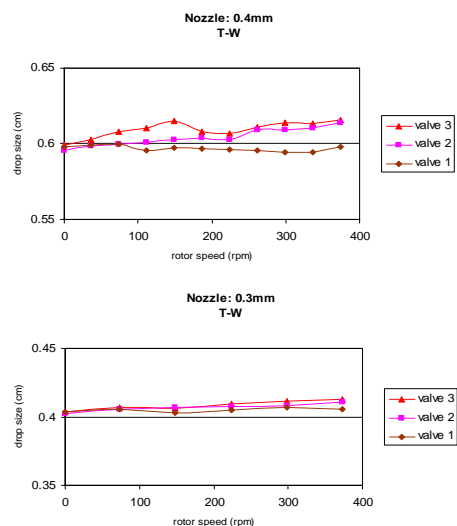 Nozzle: 0.4mm
T-W
0.65
0.6
0.55
drop size (cm)
0
100
200
300
400
rotor speed (rpm)
valve 3
valve 2
valve 1
Nozzle: 0.3mm
T-W
0.45
0.4
0.35
drop size (cm)
0
100
200
300
400
rotor speed (rpm)
valve 3
valve 2
valve 1